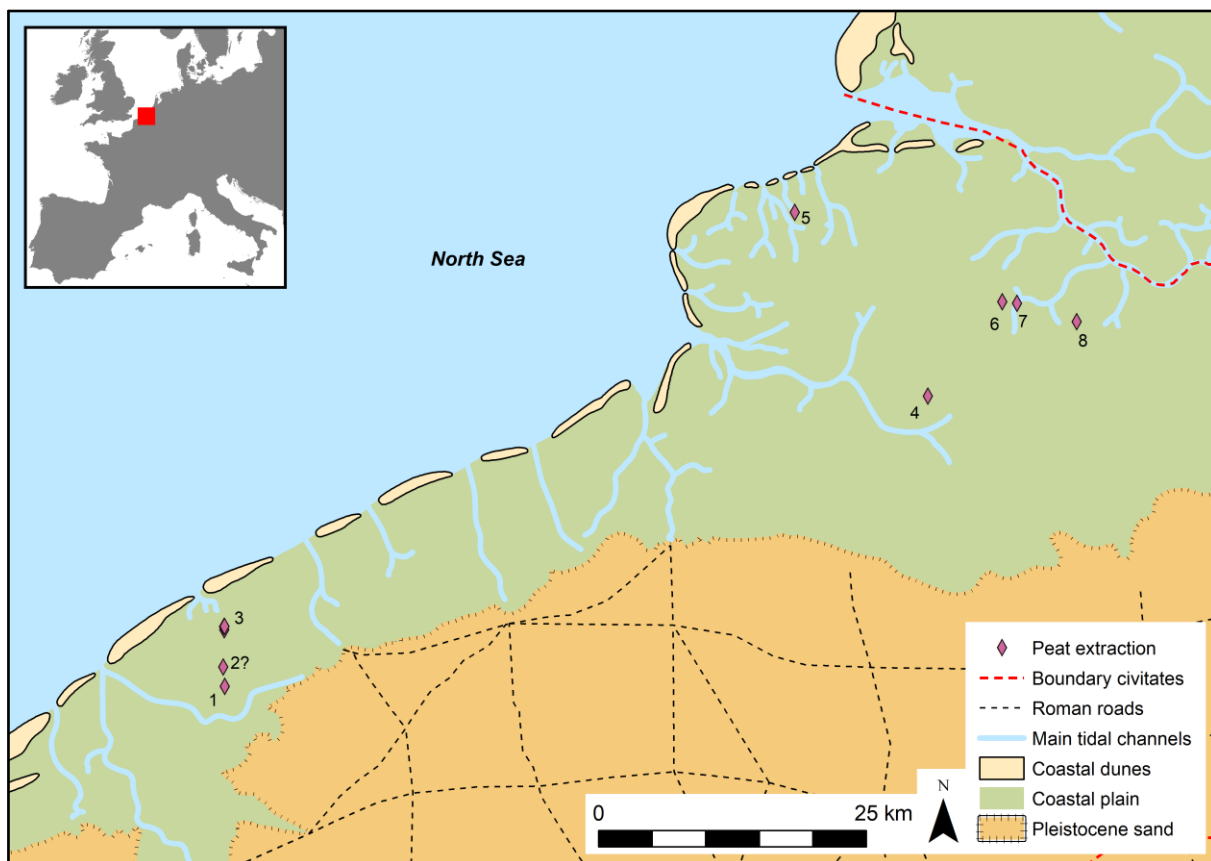 North Sea
5
6
7
8
4
3
2?
1
Peat extraction
Boundary civitates
Roman roads
Main tidal channels
Coastal dunes
Coastal plain
Pleistocene sand
N
0
25 km